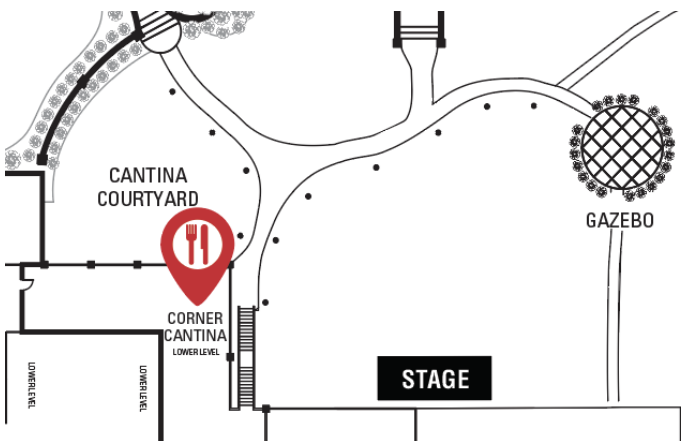 CANTINA
COURTYARD
GAZEBO
CORNER
CANTINA
LOWER LEVEL
STAGE
LOWER LEVEL
LOWER LEVEL